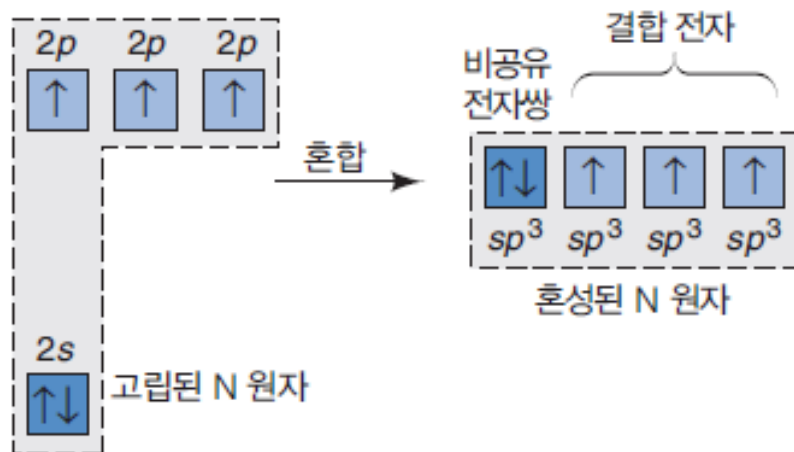 2p 2p 2p
↑ ↑ ↑
2s
↑↓
고립된 N 원자
혼합
결합 전자
비공유
전자쌍
↑↓ ↑ ↑ ↑
sp³ sp³ sp³ sp³
혼성된 N 원자